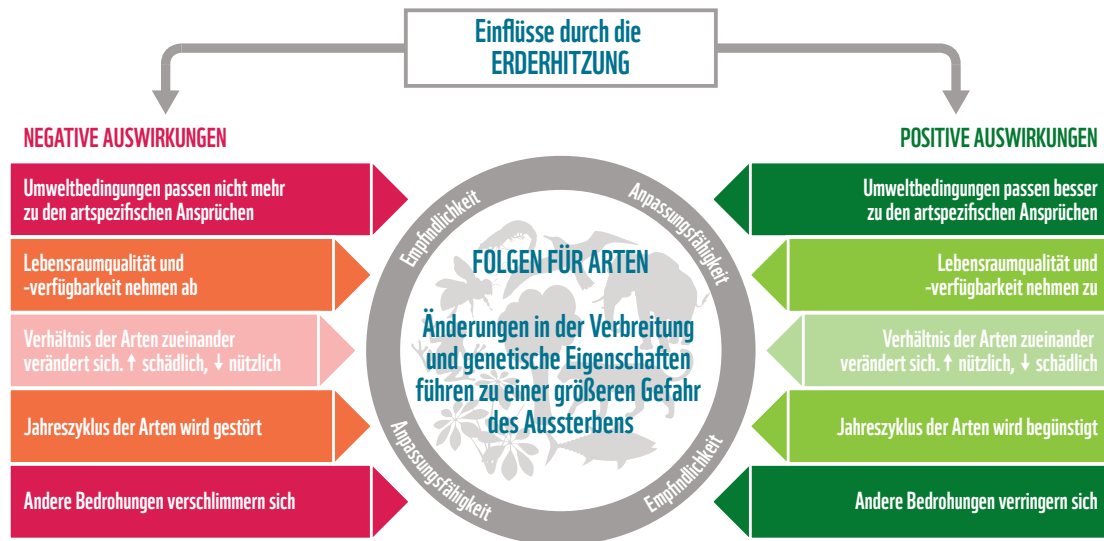 Einflüsse durch die
ERDERHITZUNG
NEGATIVE AUSWIRKUNGEN
Umweltbedingungen passen nicht mehr
zu den artspezifischen Ansprüchen
Lebensraumqualität und
-verfügbarkeit nehmen ab
Verhältnis der Arten zueinander
verändert sich. ↑ schädlich, ↓ nützlich
Jahreszyklus der Arten wird gestört
Andere Bedrohungen verschlimmern sich
Empfindlichkeit
Anpassungsfähigkeit
FOLGEN FÜR ARTEN
Änderungen in der Verbreitung
und genetische Eigenschaften
führen zu einer größeren Gefahr
des Aussterbens
Anpassungsfähigkeit
Empfindlichkeit
POSITIVE AUSWIRKUNGEN
Umweltbedingungen passen besser
zu den artspezifischen Ansprüchen
Lebensraumqualität und
-verfügbarkeit nehmen zu
Verhältnis der Arten zueinander
verändert sich. ↑ nützlich, ↓ schädlich
Jahreszyklus der Arten wird begünstigt
Andere Bedrohungen verringern sich